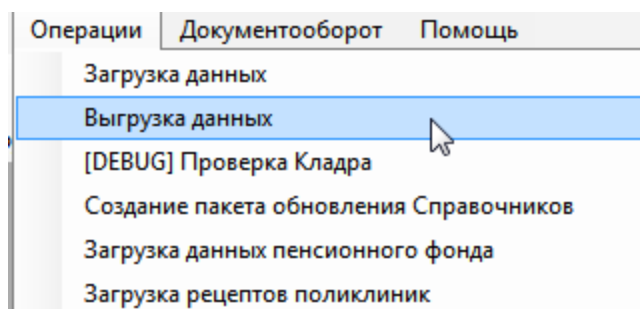 Операции Документооборот Помощь
Загрузка данных
Выгрузка данных
[DEBUG] Проверка Кладра
Создание пакета обновления Справочников
Загрузка данных пенсионного фонда
Загрузка рецептов поликлиник